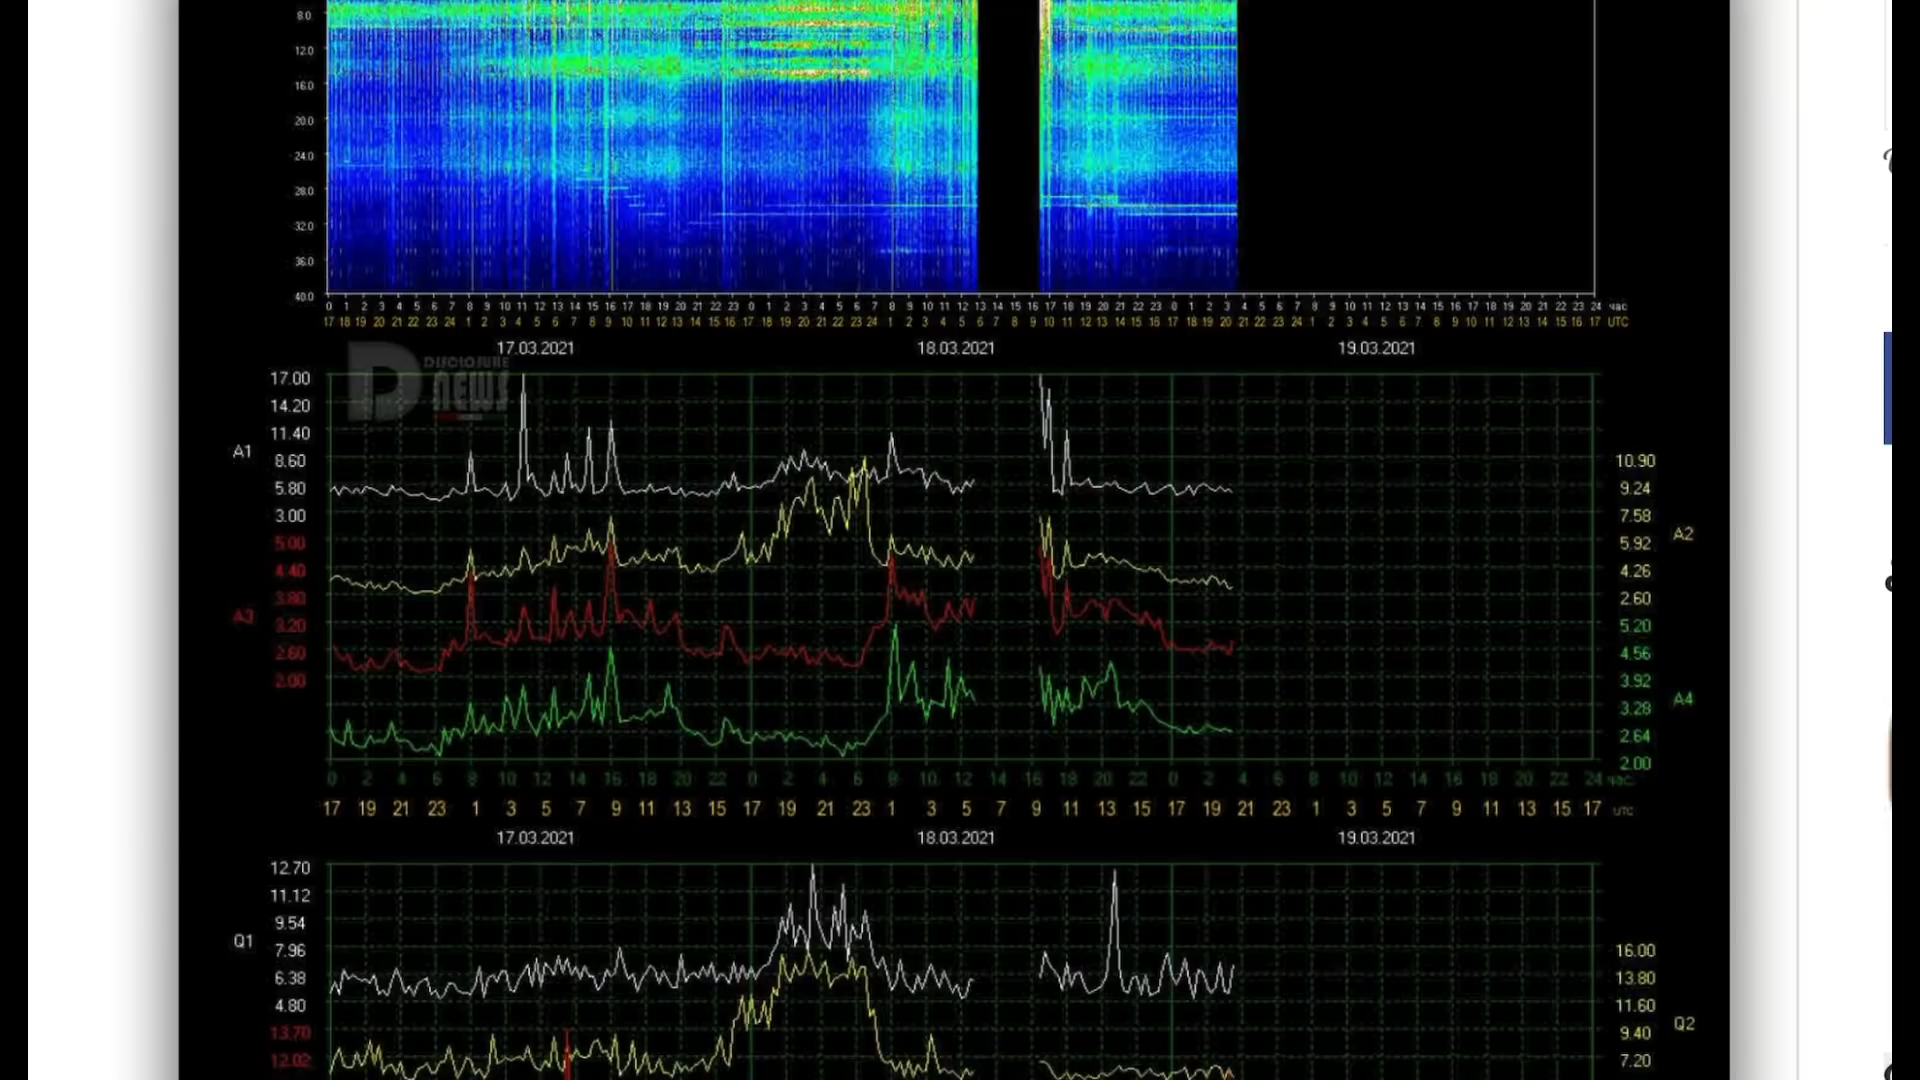 8.0
12.0
16.0
20.0
24.0
28.0
32.0
36.0
40.0
0 1 2 3 4 5 6 7 8 9 10 11 12 13 14 15 16 17 18 19 20 21 22 23 0 1 2 3 4 5 6 7 8 9 10 11 12 13 14 15 16 17 18 19 20 21 22 23 0 1 2 3 4 5 6 7 8 9 10 11 12 13 14 15 16 17 18 19 20 21 22 23 24 час
17 18 19 20 21 22 23 24 1 2 3 4 5 6 7 8 9 10 11 12 13 14 15 16 17 18 19 20 21 22 23 24 1 2 3 4 5 6 7 8 9 10 11 12 13 14 15 16 17 18 19 20 21 22 23 24 1 2 3 4 5 6 7 8 9 10 11 12 13 14 15 16 17 UTC
17.03.2021 18.03.2021 19.03.2021
DISCLOSURE
NEWS
17.00
14.20
11.40
A1
8.60 10.90
5.80 9.24
3.00 7.58
A2
5.00 5.92
4.40 4.26
3.80 2.60
A3
3.20 5.20
2.60 4.56
2.00 3.92
A4
3.28
2.64
2.00
0 2 4 6 8 10 12 14 16 18 20 22 0 2 4 6 8 10 12 14 16 18 20 22 0 2 4 6 8 10 12 14 16 18 20 22 24 час
17 19 21 23 1 3 5 7 9 11 13 15 17 19 21 23 1 3 5 7 9 11 13 15 17 19 21 23 1 3 5 7 9 11 13 15 17 UTC
17.03.2021 18.03.2021 19.03.2021
12.70
11.12
9.54
Q1
7.96 16.00
6.38 13.80
4.80 11.60
Q2
13.70 9.40
12.02 7.20